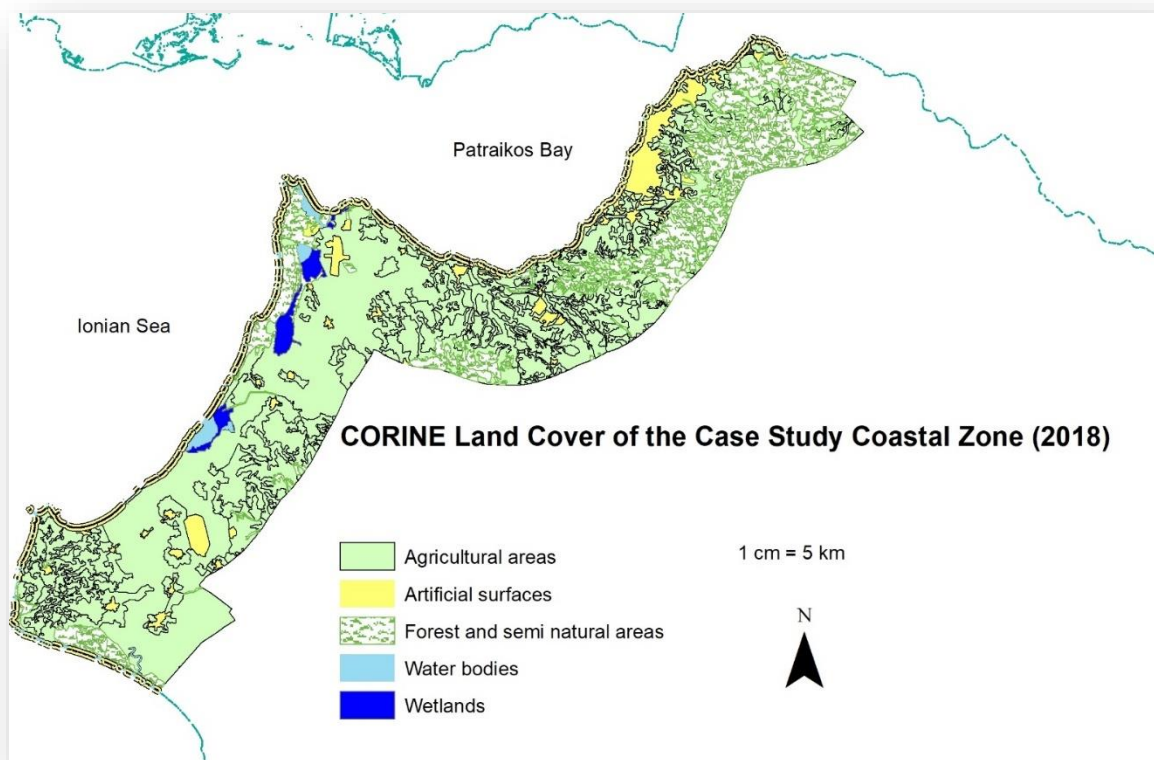 Patraikos Bay
Ionian Sea
CORINE Land Cover of the Case Study Coastal Zone (2018)
Agricultural areas
Artificial surfaces
Forest and semi natural areas
Water bodies
Wetlands
1 cm = 5 km
N